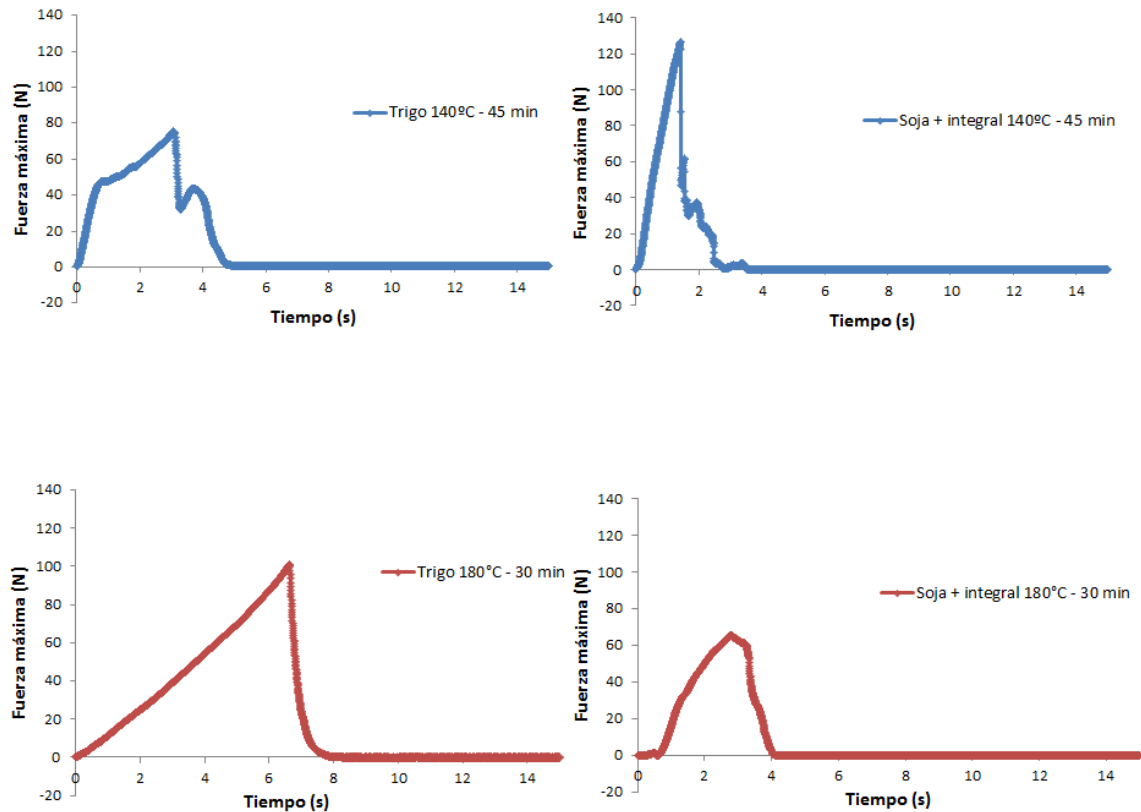 140
120
100
80
60
40
20
0
-20
Fuerza máxima (N)
Trigo 140ºC - 45 min
0 2 4 6 8 10 12 14
Tiempo (s)
140
120
100
80
60
40
20
0
-20
Fuerza máxima (N)
Soja + integral 140ºC - 45 min
0 2 4 6 8 10 12 14
Tiempo (s)
140
120
100
80
60
40
20
0
-20
Fuerza máxima (N)
Trigo 180°C - 30 min
0 2 4 6 8 10 12 14
Tiempo (s)
140
120
100
80
60
40
20
0
-20
Fuerza máxima (N)
Soja + integral 180°C - 30 min
0 2 4 6 8 10 12 14
Tiempo (s)